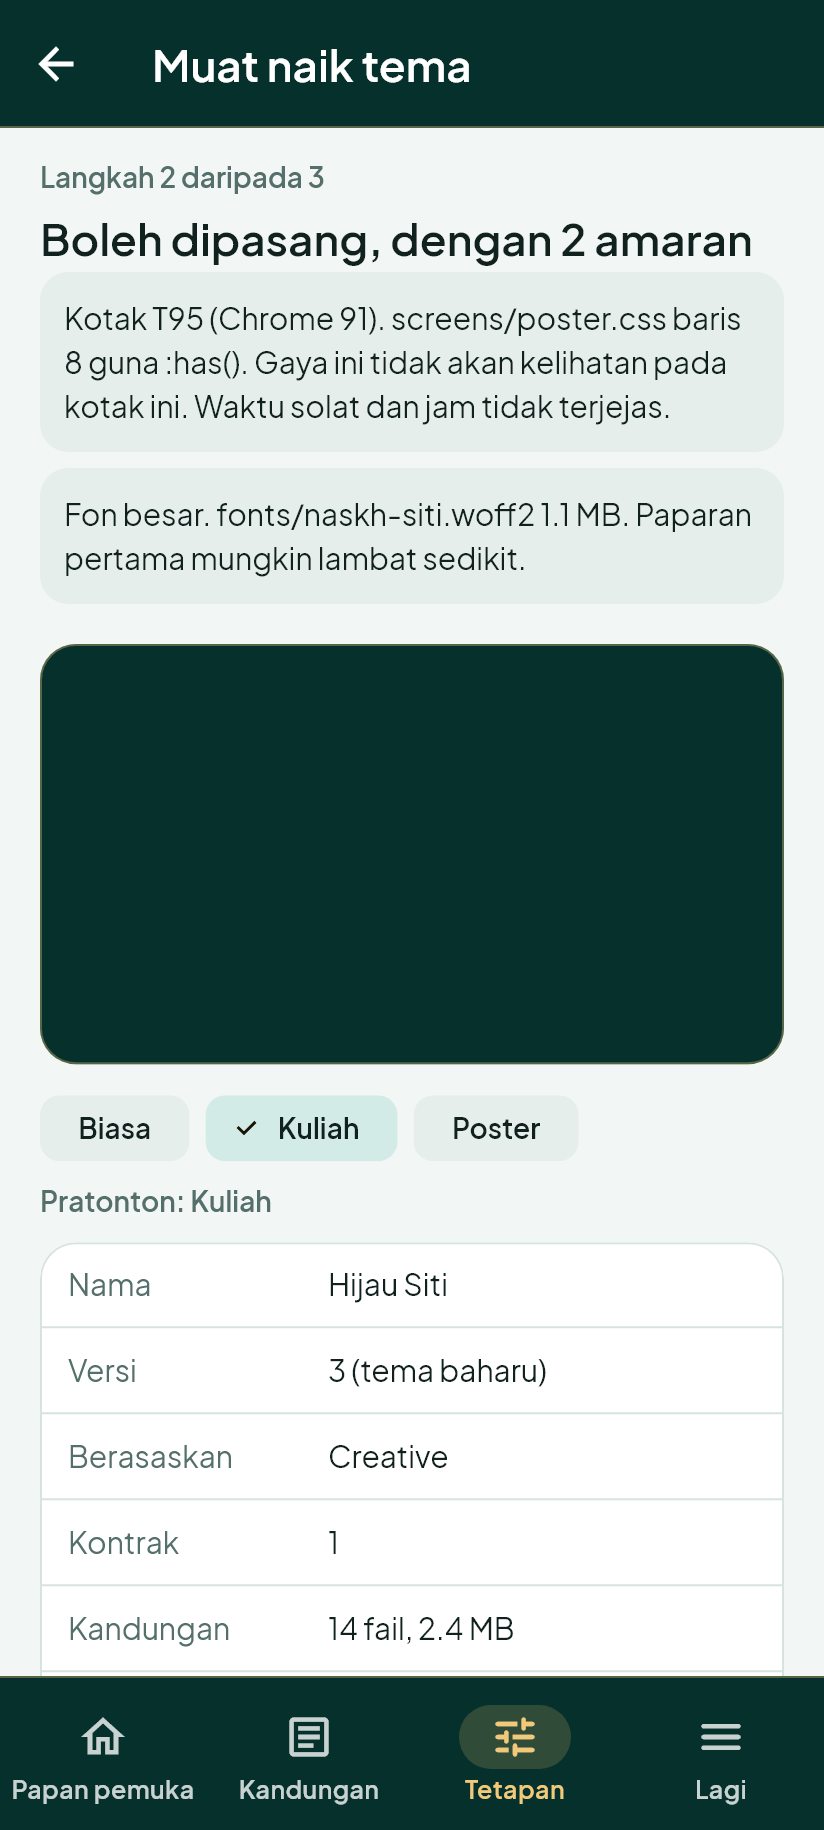 Muat naik tema
Langkah 2 daripada 3
Boleh dipasang, dengan 2 amaran
Kotak T95 (Chrome 91). screens/poster.css baris
8 guna :has(). Gaya ini tidak akan kelihatan pada
kotak ini. Waktu solat dan jam tidak terjejas.
Fon besar. fonts/naskh-siti.woff2 1.1 MB. Paparan
pertama mungkin lambat sedikit.
Biasa
Kuliah
Poster
Pratonton: Kuliah
Nama
Hijau Siti
Versi
3 (tema baharu)
Berasaskan
Creative
Kontrak
1
Kandungan
14 fail, 2.4 MB
Papan pemuka
Kandungan
Tetapan
Lagi